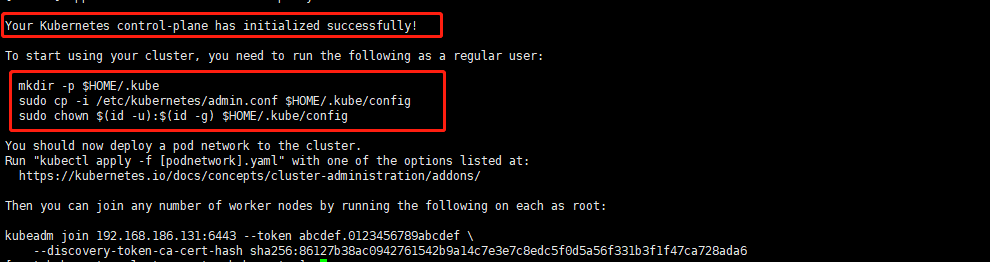 Your Kubernetes control-plane has initialized successfully!
To start using your cluster, you need to run the following as a regular user:
mkdir -p $HOME/.kube
sudo cp -i /etc/kubernetes/admin.conf $HOME/.kube/config
sudo chown $(id -u):$(id -g) $HOME/.kube/config
You should now deploy a pod network to the cluster.
Run "kubectl apply -f [podnetwork].yaml" with one of the options listed at:
https://kubernetes.io/docs/concepts/cluster-administration/addons/
Then you can join any number of worker nodes by running the following on each as root:
kubeadm join 192.168.186.131:6443 --token abcdef.0123456789abcdef \
--discovery-token-ca-cert-hash sha256:86127b38ac0942761542b9a14c7e3e7c8edc5f0d5a56f331b3f1f47ca728ada6